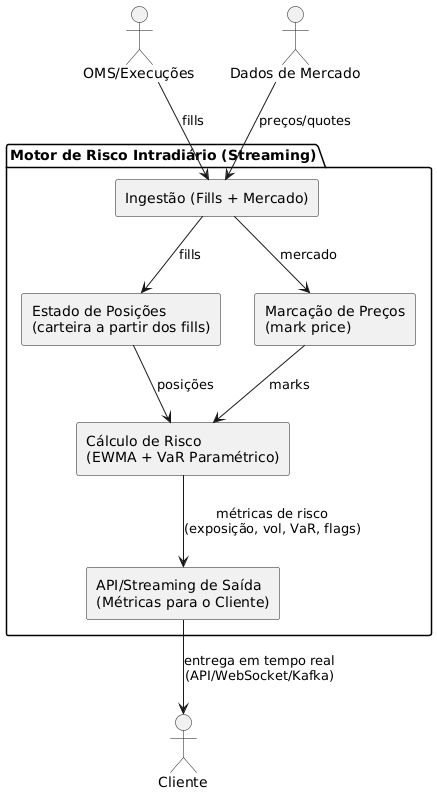 OMS/Execuções
Dados de Mercado
fills
preços/quotes
Motor de Risco Intradiário (Streaming)
Ingestão (Fills + Mercado)
fills
mercado
Estado de Posições
(carteira a partir dos fills)
Marcação de Preços
(mark price)
posições
marks
Cálculo de Risco
(EWMA + VaR Paramétrico)
métricas de risco
(exposição, vol, VaR, flags)
API/Streaming de Saída
(Métricas para o Cliente)
entrega em tempo real
(API/WebSocket/Kafka)
Cliente